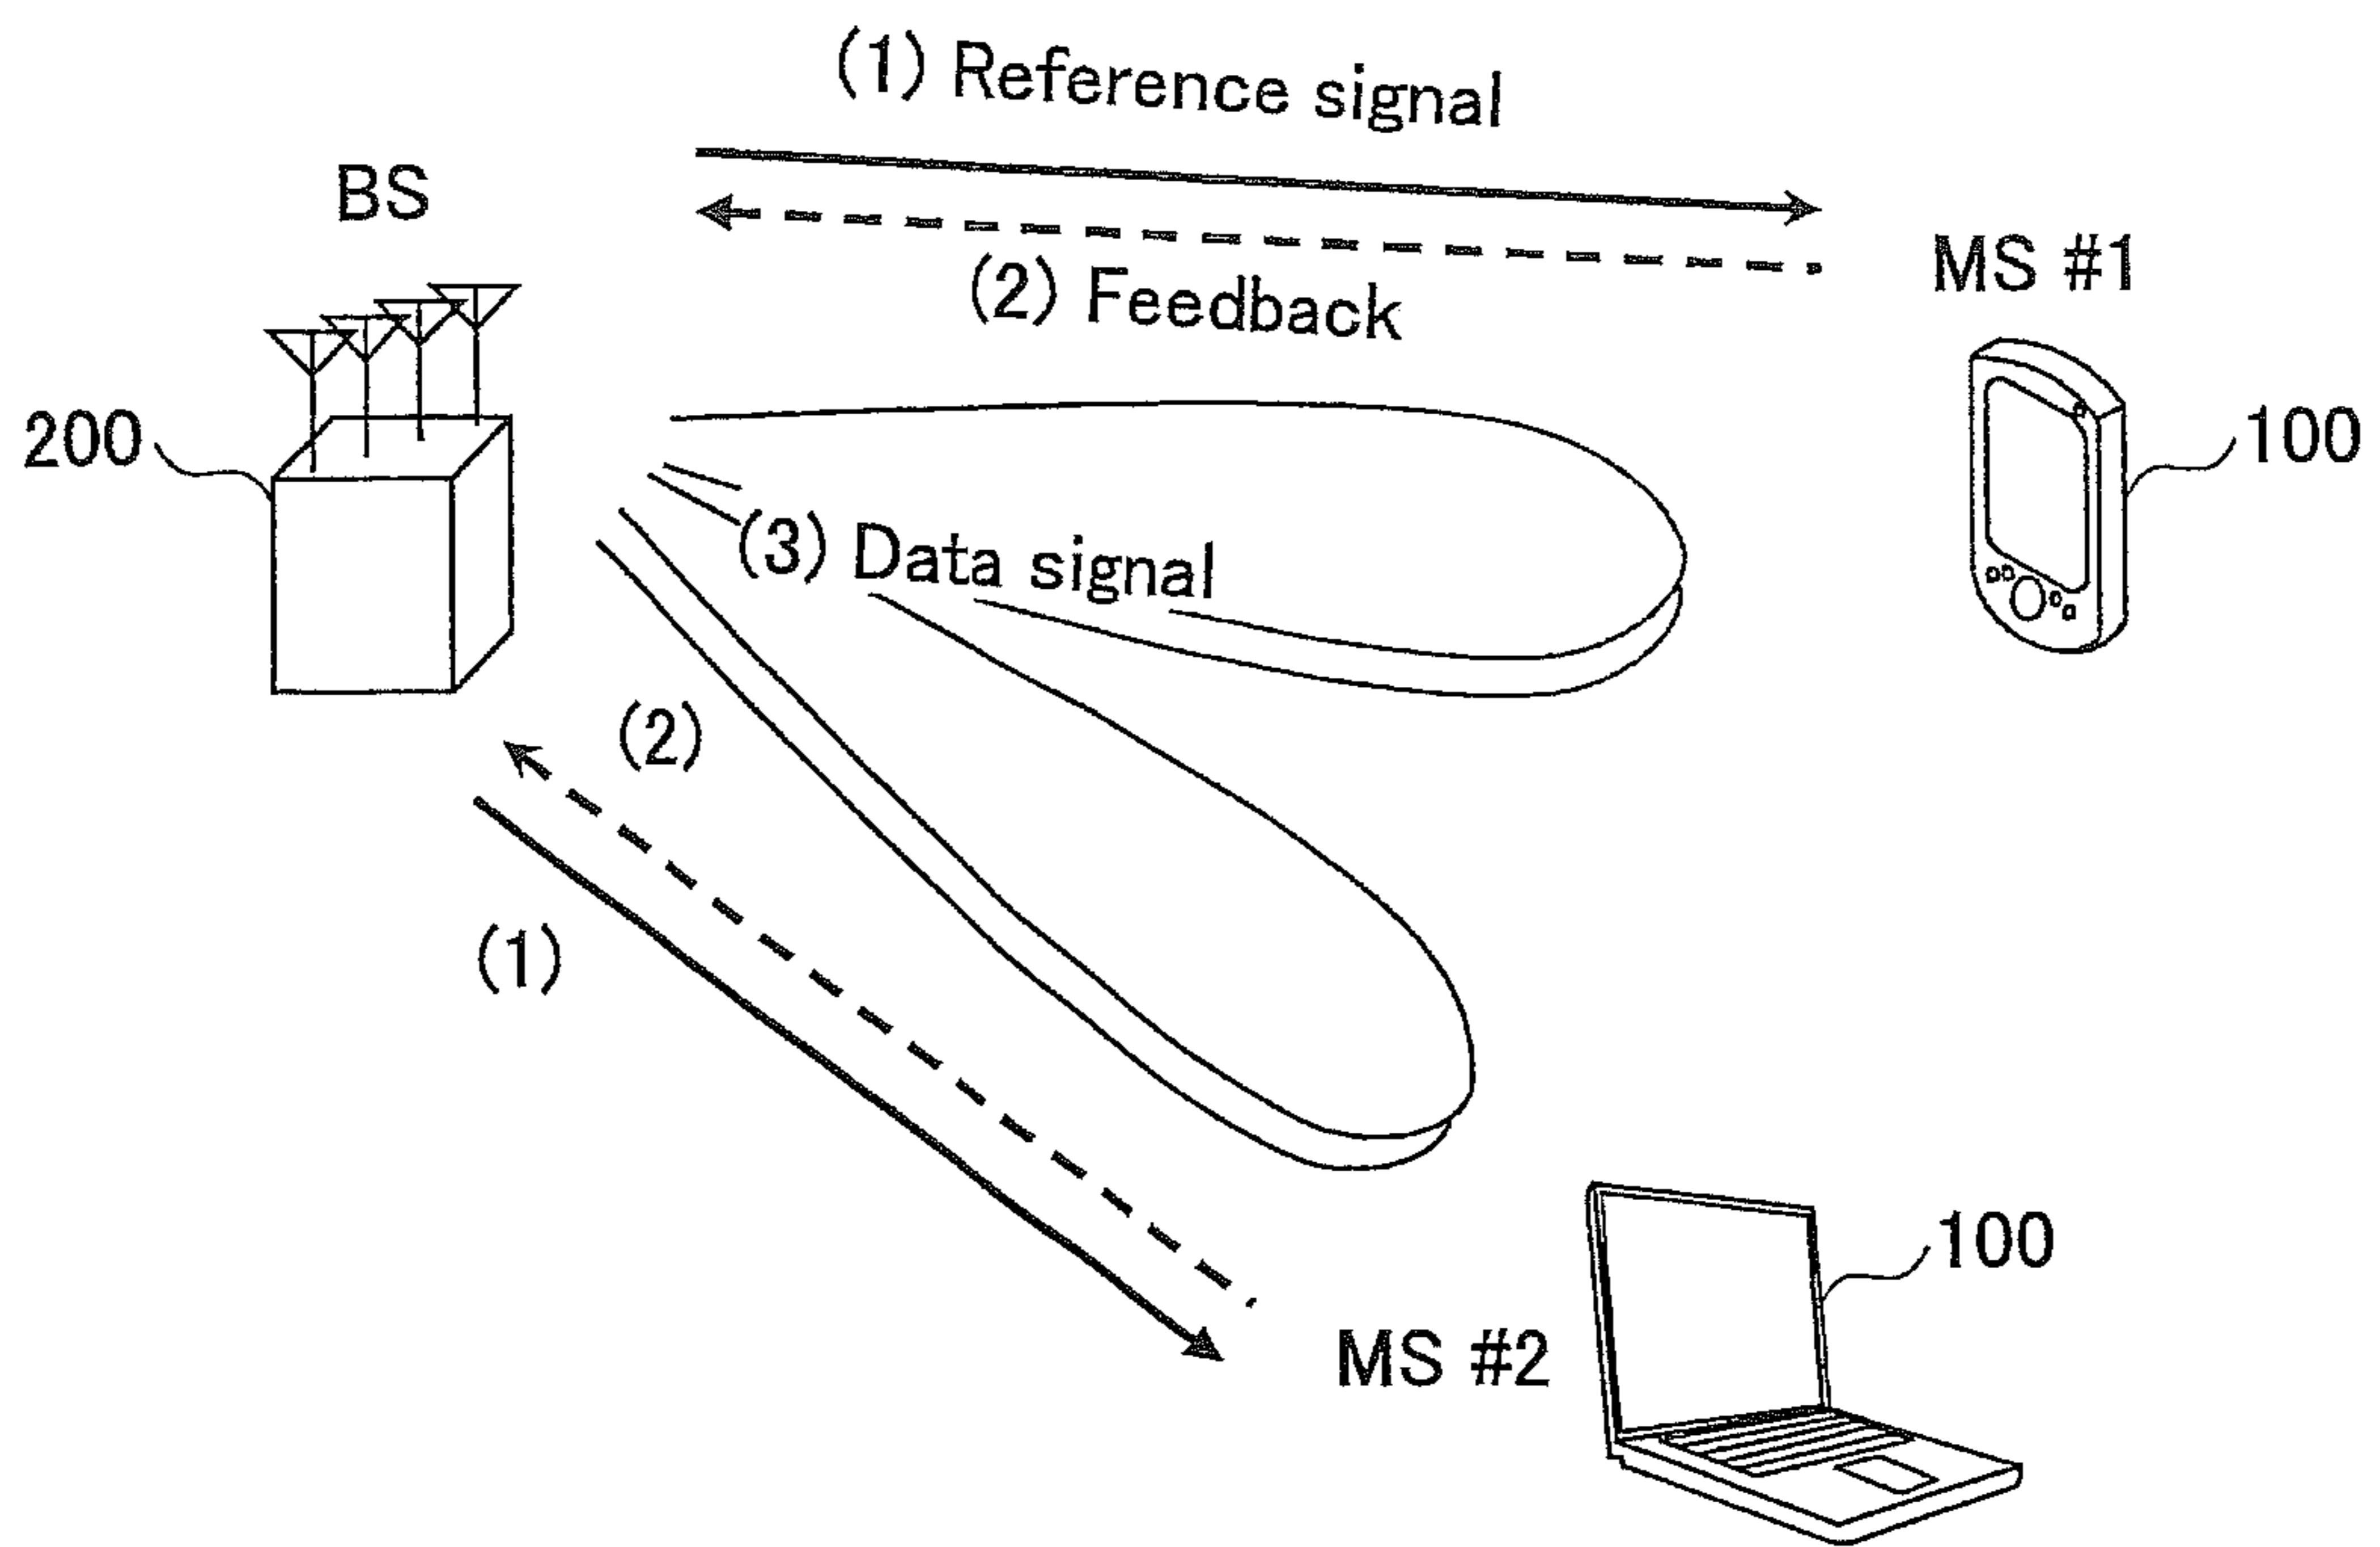 (1) Reference signal
BS
MS #1
(2) Feedback
200
100
(3) Data signal
(2)
(1)
100
MS #2